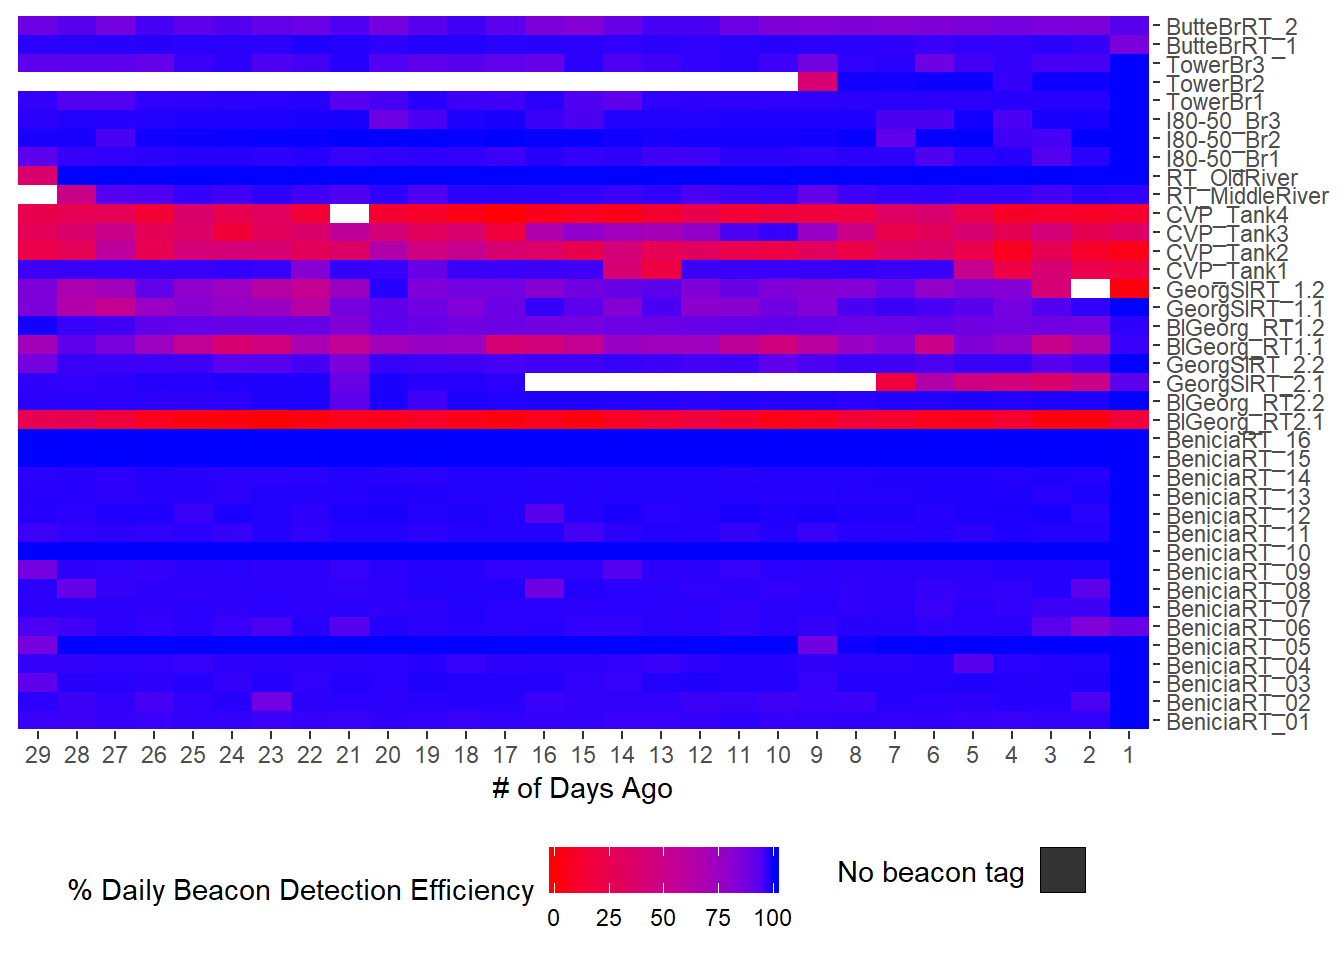 ButteBrRT_2
ButteBrRT_1
TowerBr3
TowerBr2
TowerBr1
I80-50_Br3
I80-50_Br2
I80-50_Br1
RT_OldRiver
RT_MiddleRiver
CVP_Tank4
CVP_Tank3
CVP_Tank2
CVP_Tank1
GeorgSlRT_1.2
GeorgSlRT_1.1
BlGeorg_RT1.2
BlGeorg_RT1.1
GeorgSlRT_2.2
GeorgSlRT_2.1
BlGeorg_RT2.2
BlGeorg_RT2.1
BeniciaRT_16
BeniciaRT_15
BeniciaRT_14
BeniciaRT_13
BeniciaRT_12
BeniciaRT_11
BeniciaRT_10
BeniciaRT_09
BeniciaRT_08
BeniciaRT_07
BeniciaRT_06
BeniciaRT_05
BeniciaRT_04
BeniciaRT_03
BeniciaRT_02
BeniciaRT_01
29 28 27 26 25 24 23 22 21 20 19 18 17 16 15 14 13 12 11 10 9 8 7 6 5 4 3 2 1
# of Days Ago
% Daily Beacon Detection Efficiency
0 25 50 75 100
No beacon tag